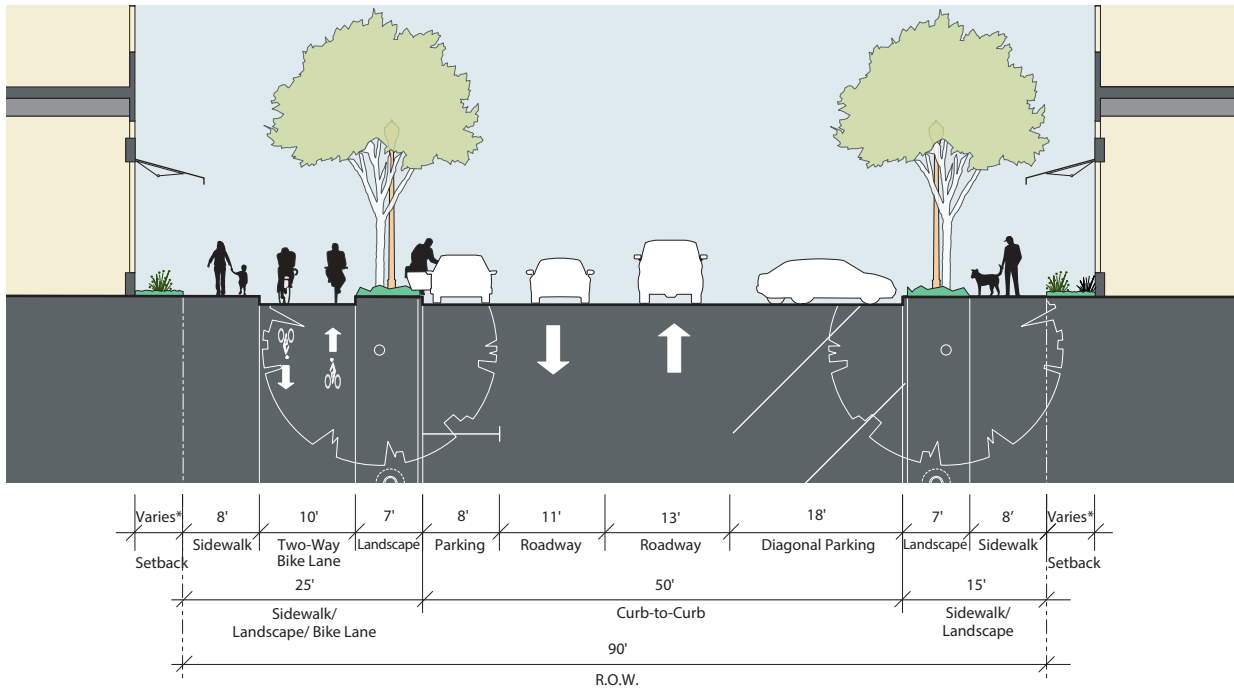 Varies* 8' 10' 7' 8' 11' 13' 18' 7' 8' Varies*
Setback Sidewalk Two-Way Bike Lane Landscape Parking Roadway Roadway Diagonal Parking Landscape Sidewalk Setback
25' 50' 15'
Sidewalk/ Curb-to-Curb Sidewalk/
Landscape/ Bike Lane Landscape
90'
R.O.W.